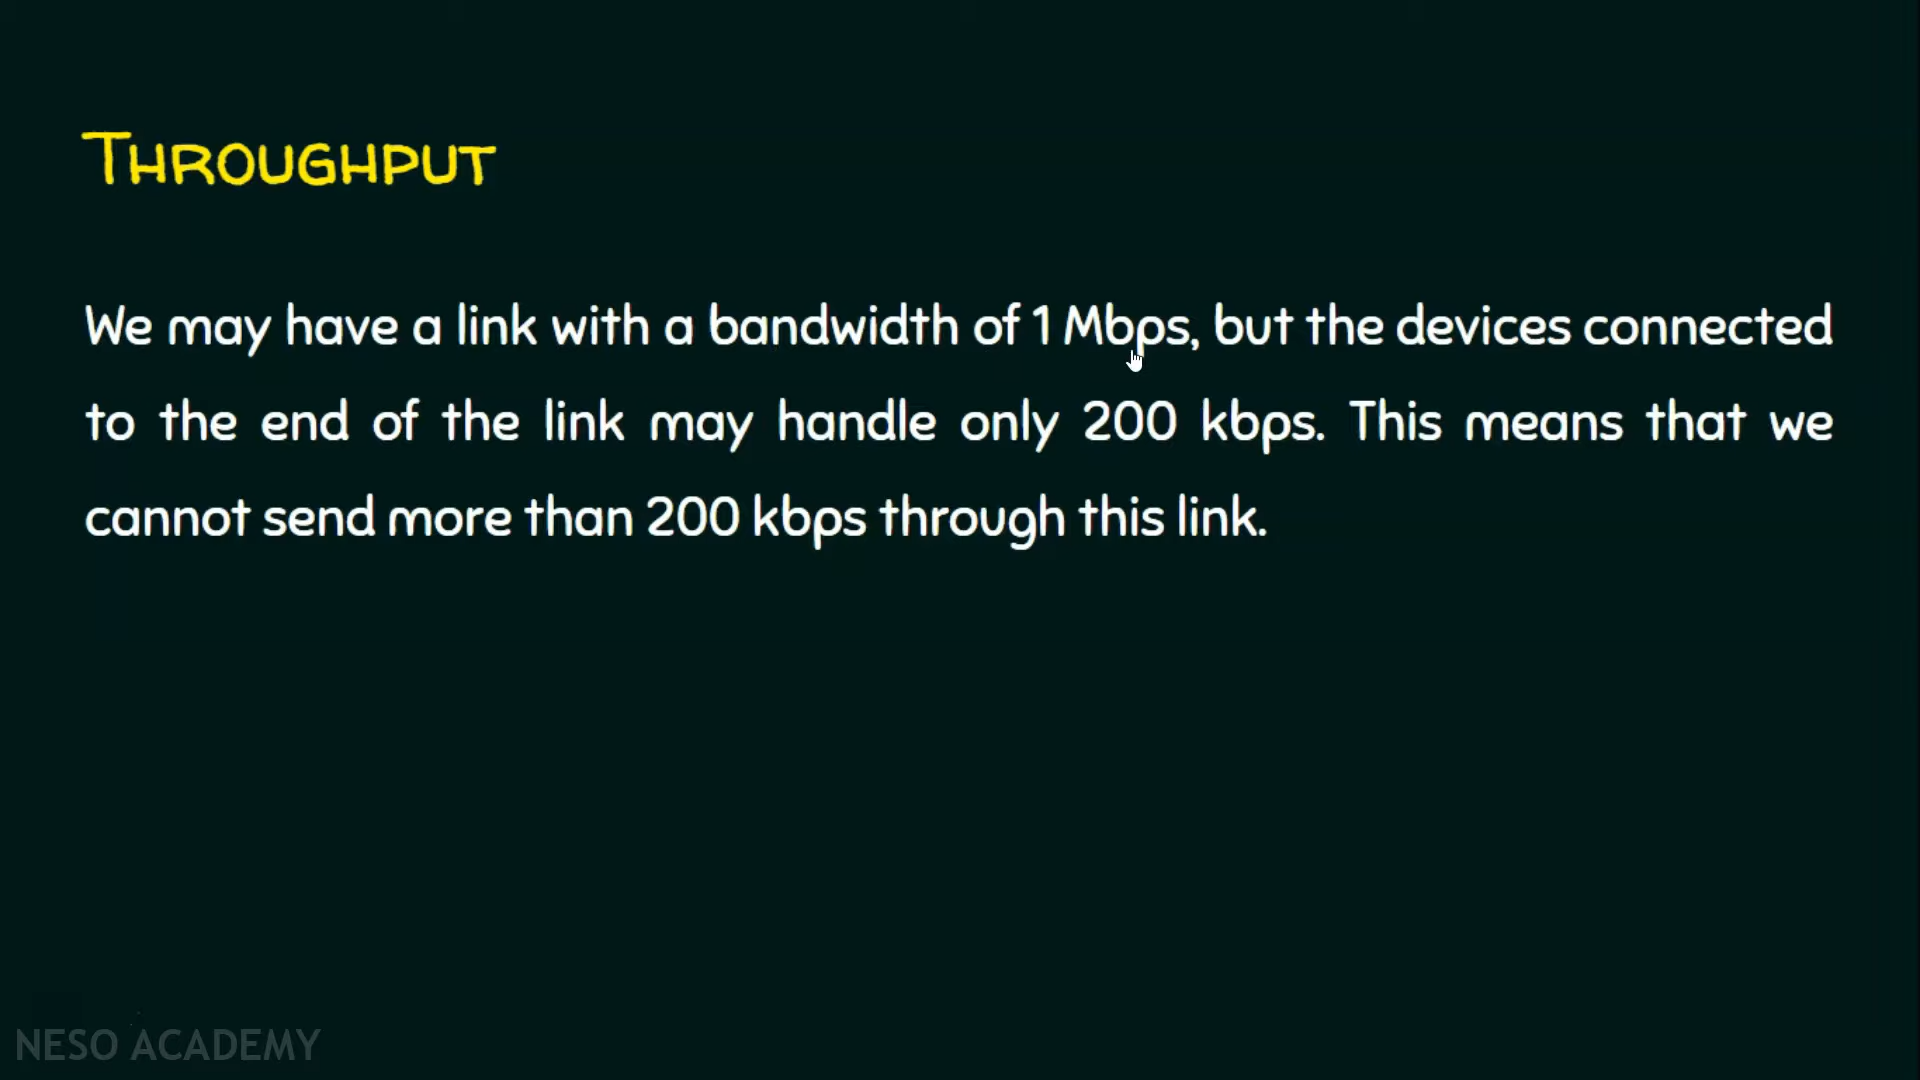 THROUGHPUT
We may have a link with a bandwidth of 1 Mbps, but the devices connected
to the end of the link may handle only 200 kbps. This means that we
cannot send more than 200 kbps through this link.
NESO ACADEMY